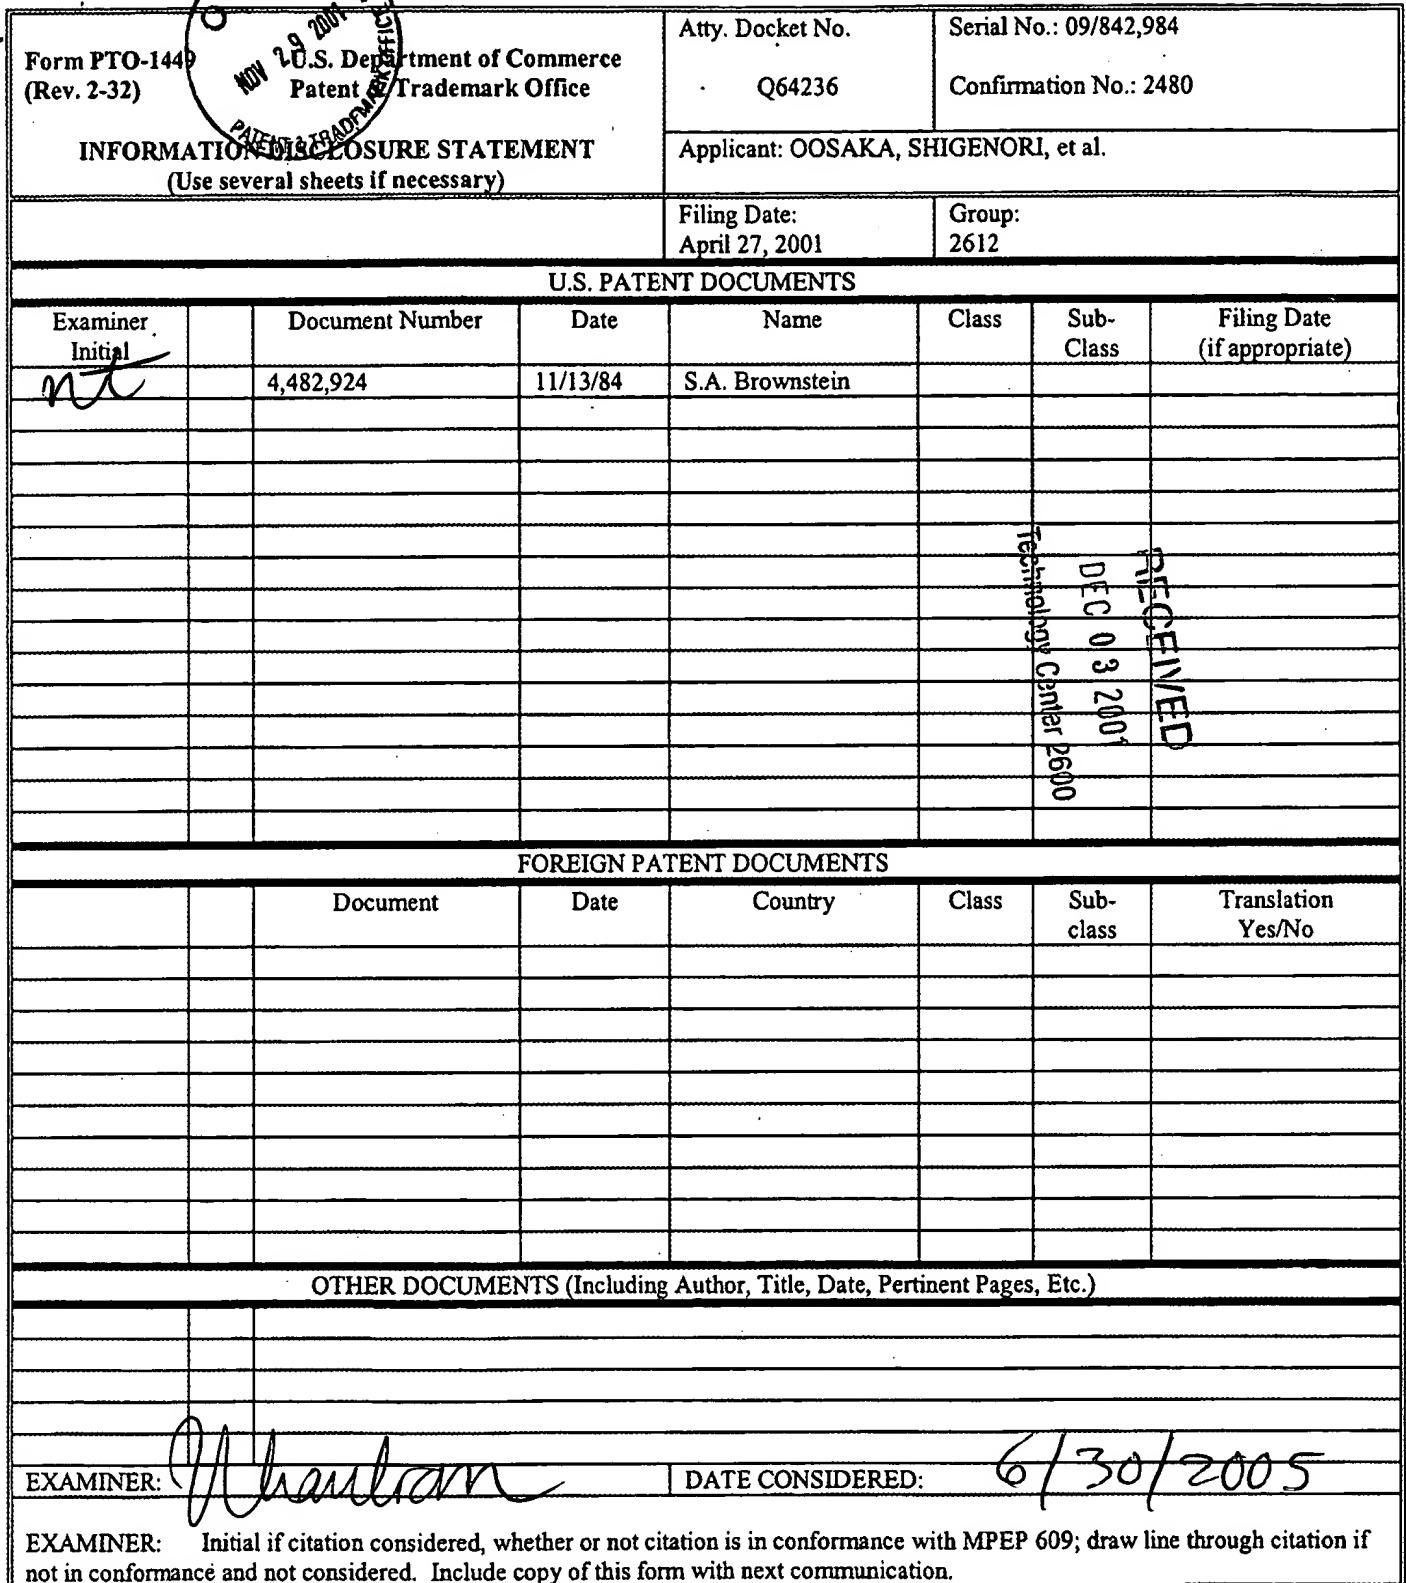 Form PTO-1449
(Rev. 2-32)
U.S. Department of Commerce
Patent & Trademark Office
INFORMATION DISCLOSURE STATEMENT
(Use several sheets if necessary)
NOV 29 2001
PATENT & TRADEMARK OFFICE
Atty. Docket No.
Q64236
Serial No.: 09/842,984
Confirmation No.: 2480
Applicant: OOSAKA, SHIGENORI, et al.
Filing Date:
April 27, 2001
Group:
2612
U.S. PATENT DOCUMENTS
Examiner Initial Document Number Date Name Class Sub-Class Filing Date (if appropriate)
nt 4,482,924 11/13/84 S.A. Brownstein
RECEIVED
DEC 03 2001
Technology Center 2600
FOREIGN PATENT DOCUMENTS
Document Date Country Class Sub-class Translation Yes/No
OTHER DOCUMENTS (Including Author, Title, Date, Pertinent Pages, Etc.)
EXAMINER: DATE CONSIDERED: 6/30/2005
EXAMINER: Initial if citation considered, whether or not citation is in conformance with MPEP 609; draw line through citation if
not in conformance and not considered. Include copy of this form with next communication.